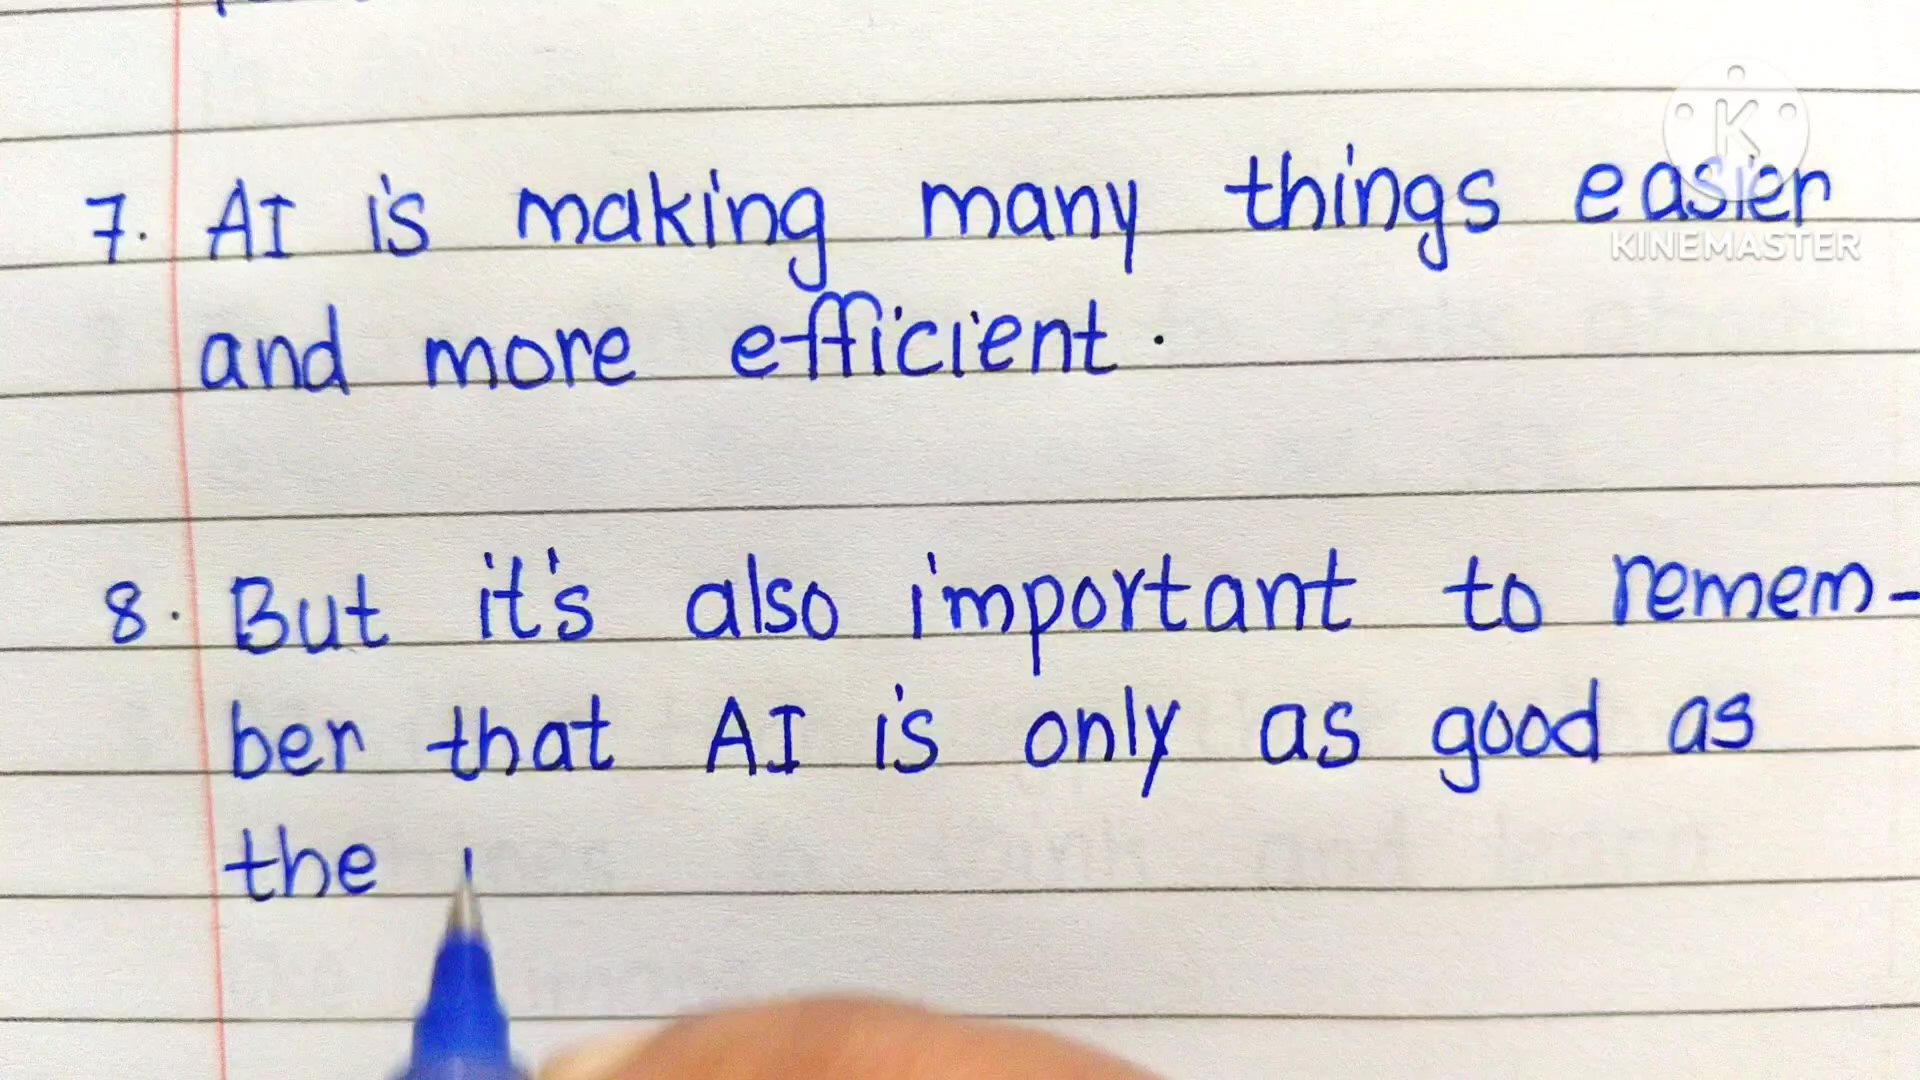 K
KINEMASTER
7. AI is making many things easier
and more efficient.
8. But it's also important to remem-
ber that AI is only as good as
the